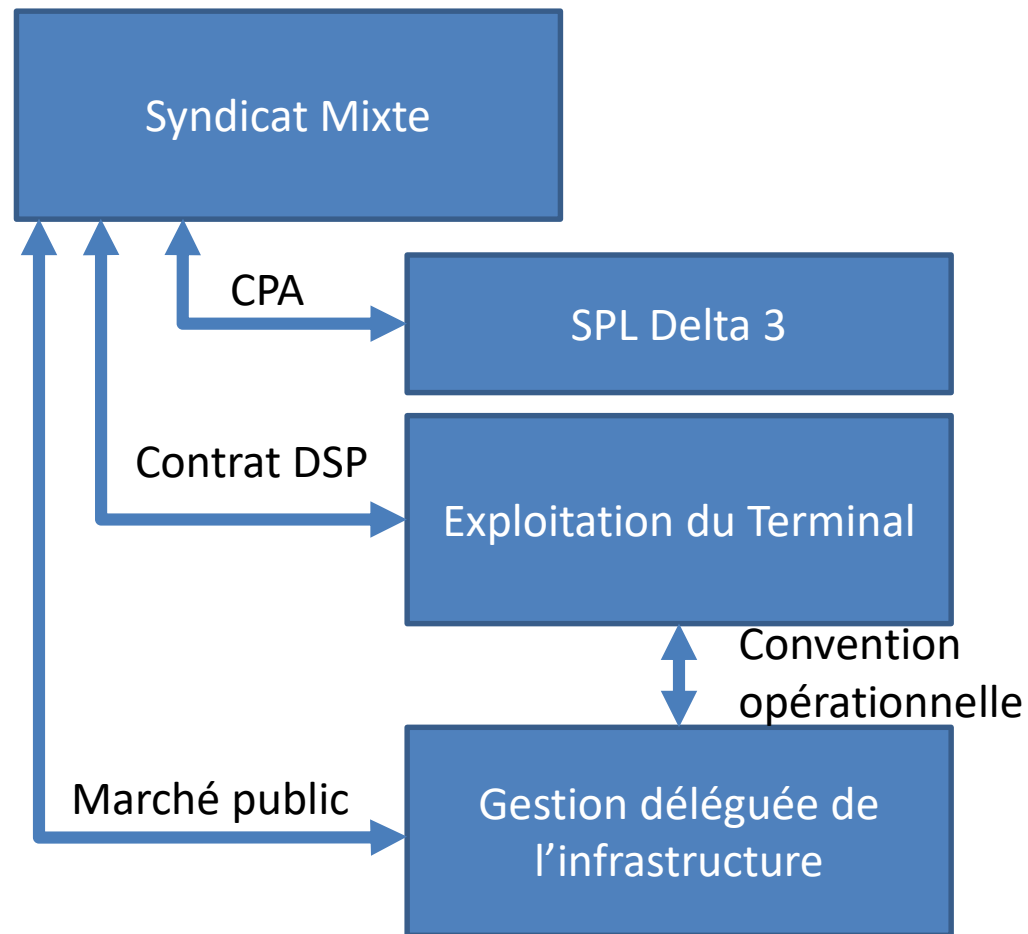 Syndicat Mixte
CPA
SPL Delta 3
Contrat DSP
Exploitation du Terminal
Convention
opérationnelle
Marché public
Gestion déléguée de
l’infrastructure